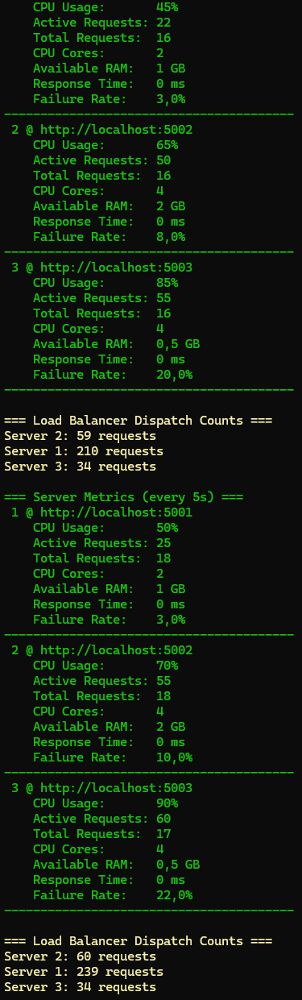 CPU Usage: 45%
Active Requests: 22
Total Requests: 16
CPU Cores: 2
Available RAM: 1 GB
Response Time: 0 ms
Failure Rate: 3,0%
----------------------------------------
2 @ http://localhost:5002
CPU Usage: 65%
Active Requests: 50
Total Requests: 16
CPU Cores: 4
Available RAM: 2 GB
Response Time: 0 ms
Failure Rate: 8,0%
----------------------------------------
3 @ http://localhost:5003
CPU Usage: 85%
Active Requests: 55
Total Requests: 16
CPU Cores: 4
Available RAM: 0,5 GB
Response Time: 0 ms
Failure Rate: 20,0%
----------------------------------------
=== Load Balancer Dispatch Counts ===
Server 2: 59 requests
Server 1: 210 requests
Server 3: 34 requests
=== Server Metrics (every 5s) ===
1 @ http://localhost:5001
CPU Usage: 50%
Active Requests: 25
Total Requests: 18
CPU Cores: 2
Available RAM: 1 GB
Response Time: 0 ms
Failure Rate: 3,0%
----------------------------------------
2 @ http://localhost:5002
CPU Usage: 70%
Active Requests: 55
Total Requests: 18
CPU Cores: 4
Available RAM: 2 GB
Response Time: 0 ms
Failure Rate: 10,0%
----------------------------------------
3 @ http://localhost:5003
CPU Usage: 90%
Active Requests: 60
Total Requests: 17
CPU Cores: 4
Available RAM: 0,5 GB
Response Time: 0 ms
Failure Rate: 22,0%
----------------------------------------
=== Load Balancer Dispatch Counts ===
Server 2: 60 requests
Server 1: 239 requests
Server 3: 34 requests